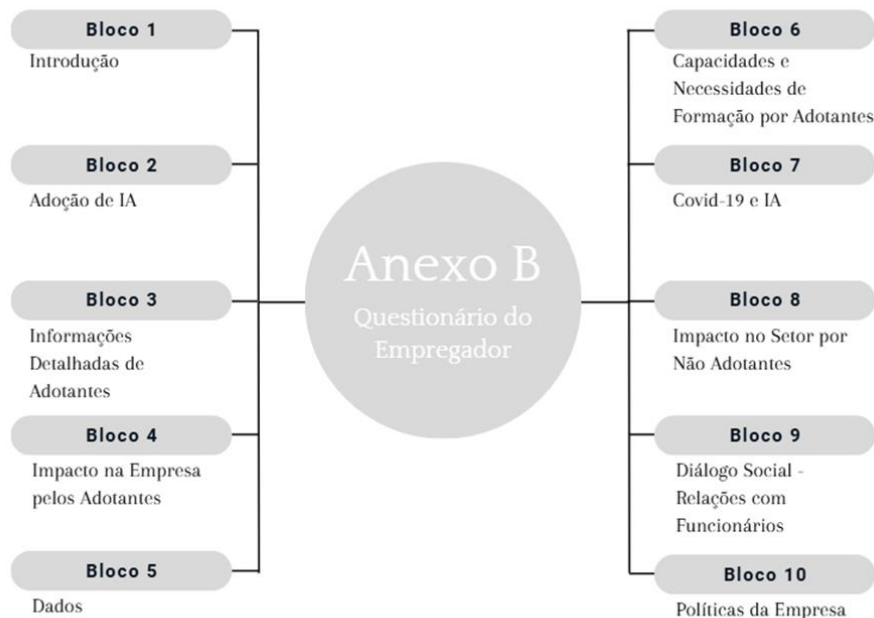 Bloco 1
Introdução
Bloco 2
Adoção de IA
Bloco 3
Informações
Detalhadas de
Adotantes
Bloco 4
Impacto na Empresa
pelos Adotantes
Bloco 5
Dados
Anexo B
Questionário do
Empregador
Bloco 6
Capacidades e
Necessidades de
Formação por Adotantes
Bloco 7
Covid-19 e IA
Bloco 8
Impacto no Setor por
Não Adotantes
Bloco 9
Diálogo Social -
Relações com
Funcionários
Bloco 10
Políticas da Empresa